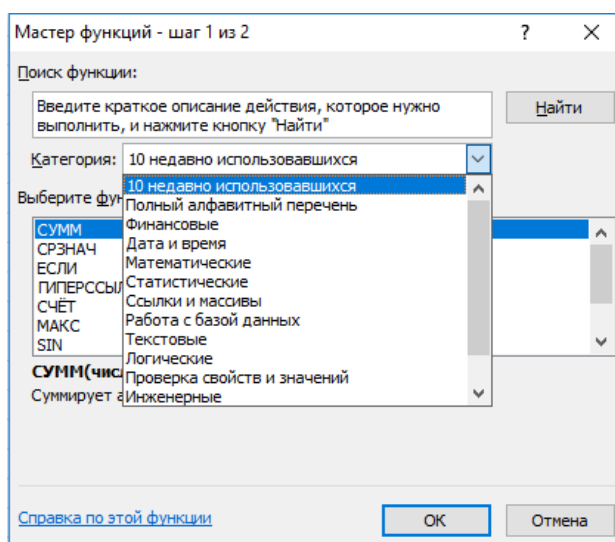 Мастер функций - шаг 1 из 2
Поиск функции:
Введите краткое описание действия, которое нужно
выполнить, и нажмите кнопку "Найти"
Найти
Категория: 10 недавно использовавшихся
10 недавно использовавшихся
Выберите фун
Полный алфавитный перечень
Финансовые
Дата и время
Математические
Статистические
Ссылки и массивы
Работа с базой данных
Текстовые
Логические
Проверка свойств и значений
Инженерные
СУММ
СРЗНАЧ
ЕСЛИ
ГИПЕРССЫЛ
СЧЁТ
МАКС
SIN
СУММ(чис
Суммирует а
Справка по этой функции
ОК
Отмена